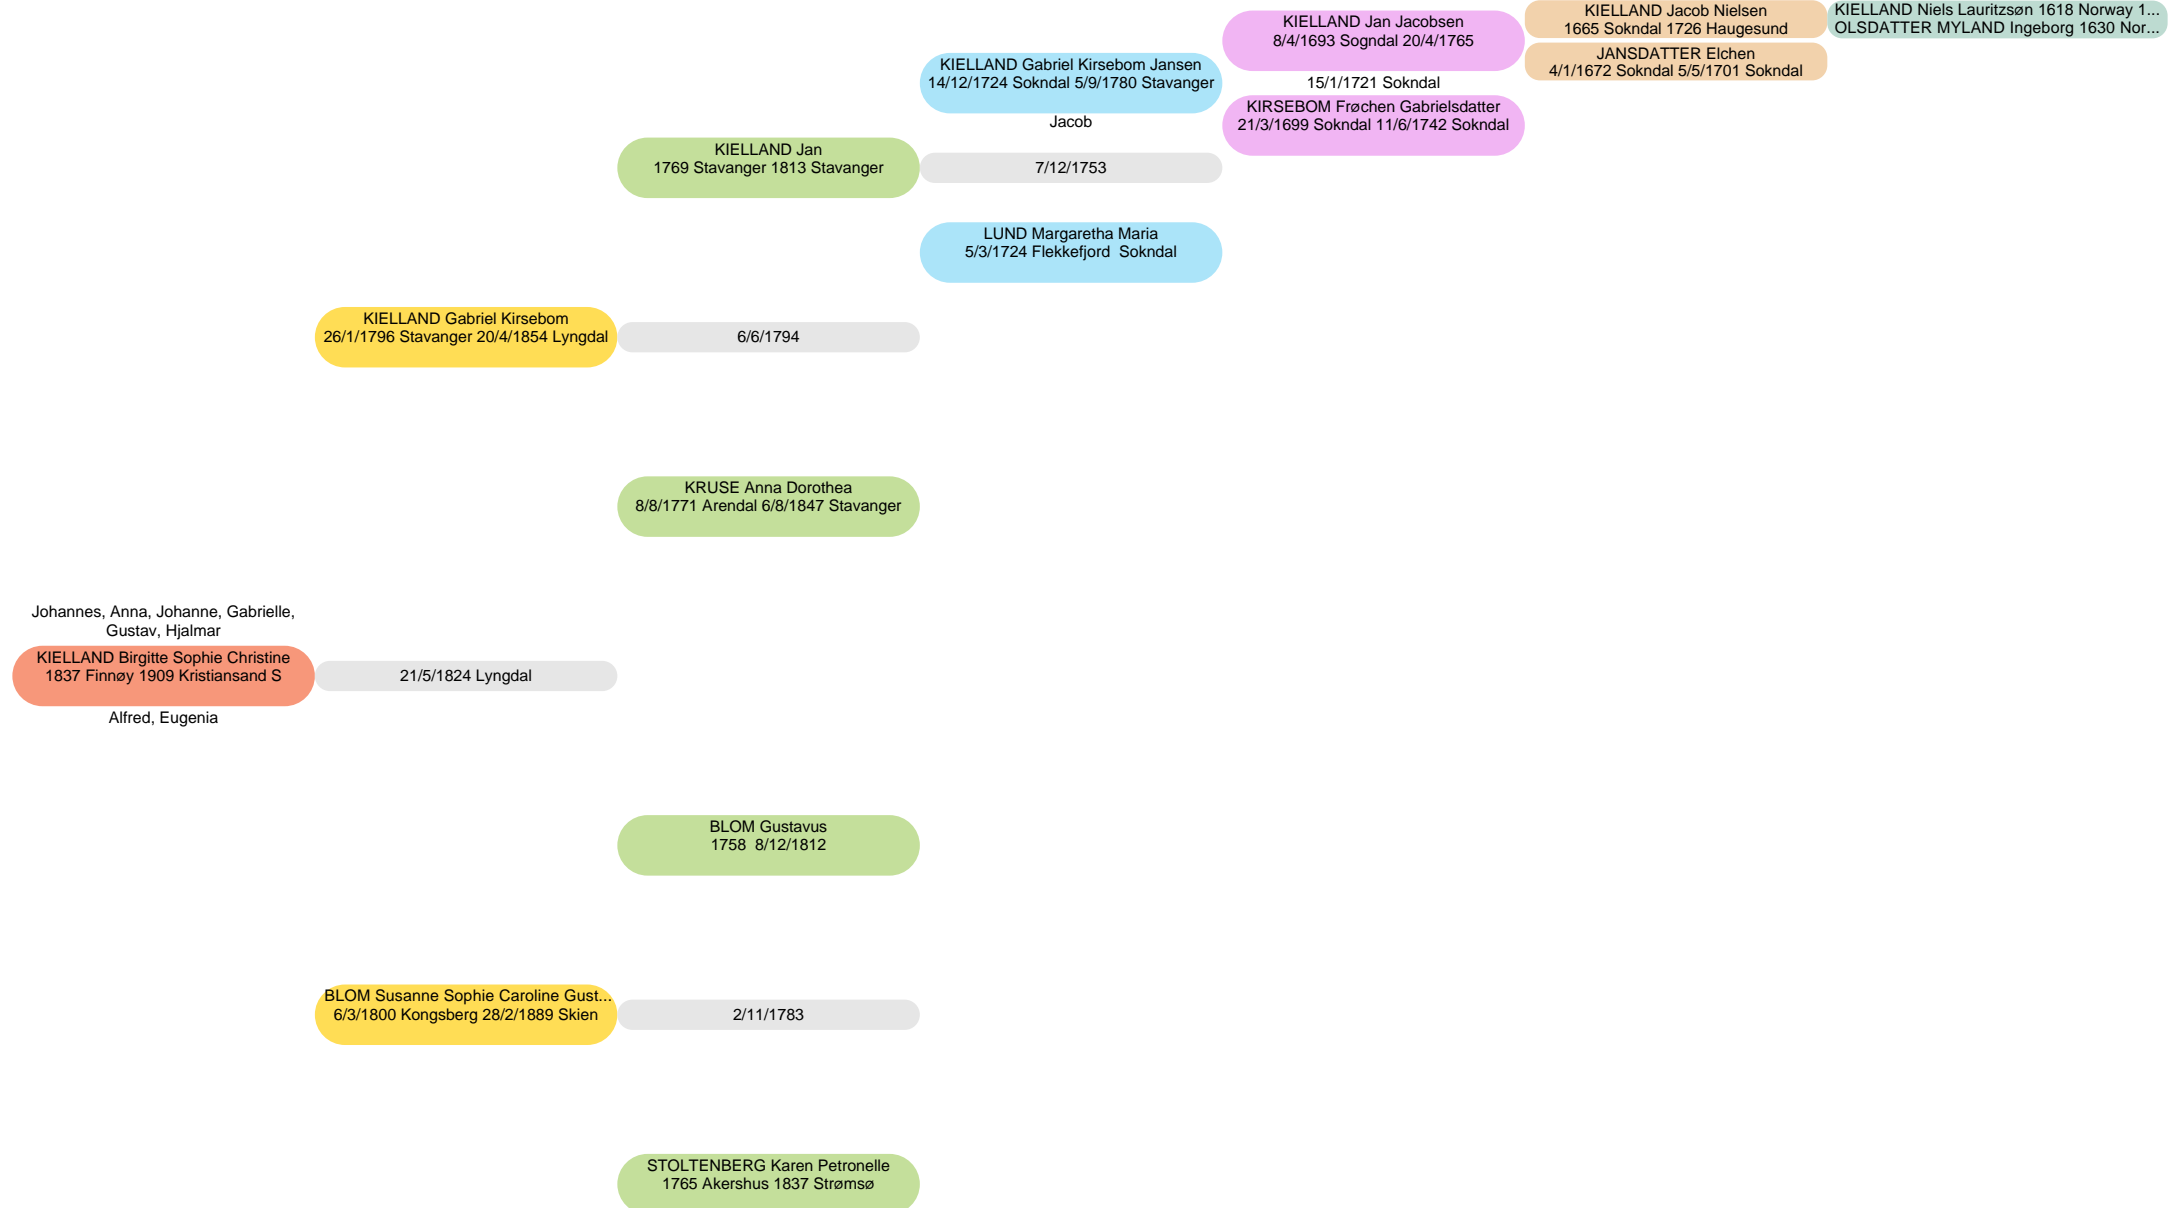 KIELLAND Jan Jacobsen
8/4/1693 Sogndal 20/4/1765
KIELLAND Jacob Nielsen
1665 Sokndal 1726 Haugesund
KIELLAND Niels Lauritzsøn 1618 Norway 1...
OLSDATTER MYLAND Ingeborg 1630 Nor...
JANSDATTER Elchen
4/1/1672 Sokndal 5/5/1701 Sokndal
KIELLAND Gabriel Kirsebom Jansen
14/12/1724 Sokndal 5/9/1780 Stavanger
15/1/1721 Sokndal
KIRSEBOM Frøchen Gabrielsdatter
21/3/1699 Sokndal 11/6/1742 Sokndal
Jacob
KIELLAND Jan
1769 Stavanger 1813 Stavanger
7/12/1753
LUND Margaretha Maria
5/3/1724 Flekkefjord  Sokndal
KIELLAND Gabriel Kirsebom
26/1/1796 Stavanger 20/4/1854 Lyngdal
6/6/1794
KRUSE Anna Dorothea
8/8/1771 Arendal 6/8/1847 Stavanger
Johannes, Anna, Johanne, Gabrielle,
Gustav, Hjalmar
KIELLAND Birgitte Sophie Christine
1837 Finnøy 1909 Kristiansand S
21/5/1824 Lyngdal
Alfred, Eugenia
BLOM Gustavus
1758  8/12/1812
BLOM Susanne Sophie Caroline Gust...
6/3/1800 Kongsberg 28/2/1889 Skien
2/11/1783
STOLTENBERG Karen Petronelle
1765 Akershus 1837 Strømsø